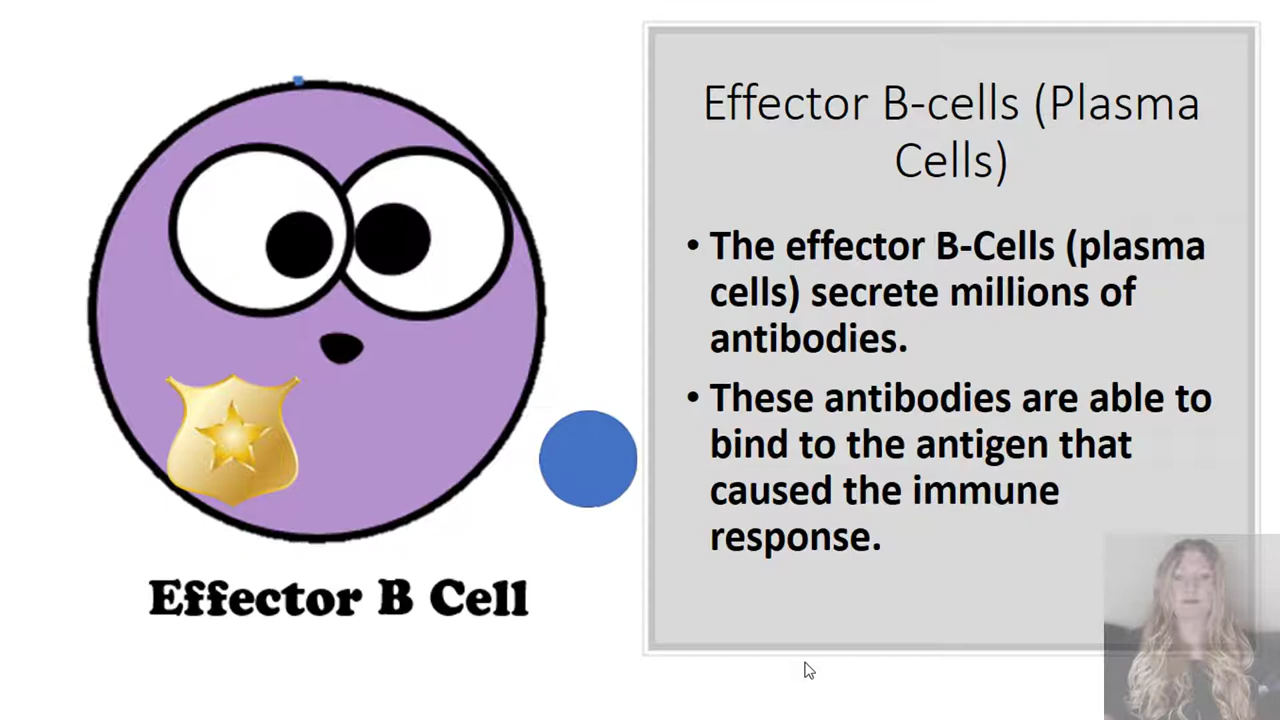 Effector B-cells (Plasma
Cells)
• The effector B-Cells (plasma
cells) secrete millions of
antibodies.
• These antibodies are able to
bind to the antigen that
caused the immune
response.
Effector B Cell